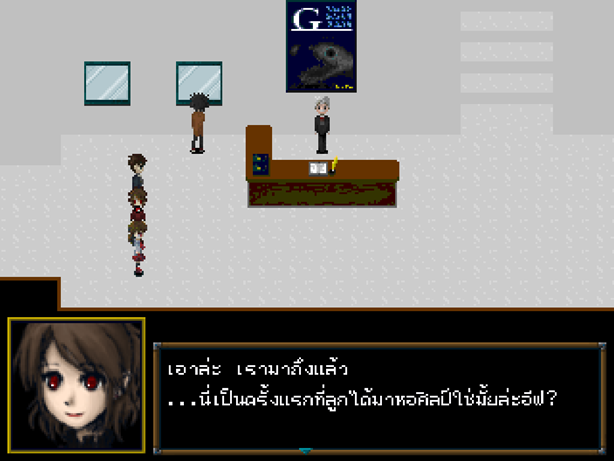 G
เอาล่ะ เรามาถึงแล้ว
...นี่เป็นครั้งแรกที่ลูกได้มาหอศิลป์ใช่มั้ยล่ะอีฟ?